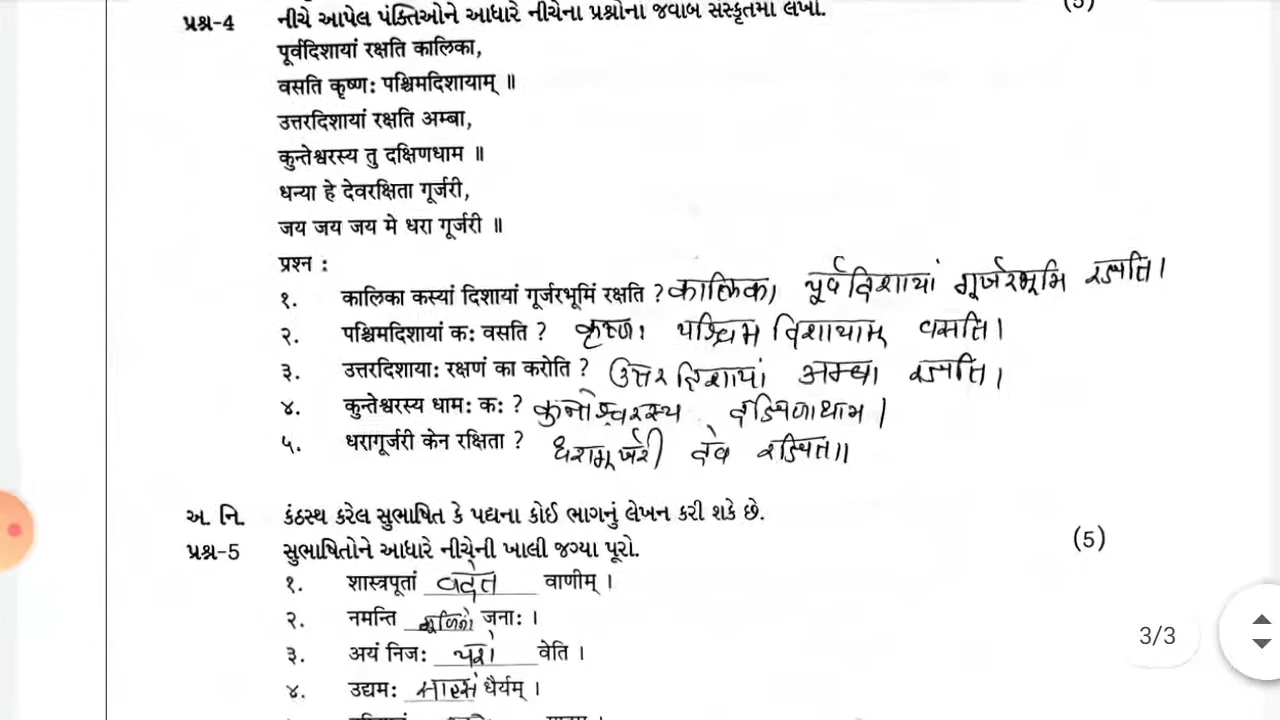 પ્રશ્ન-4 નીચે આપેલ પંક્તિઓને આધારે નીચેના પ્રશ્નોના જવાબ સંસ્કૃતમાં લખો. (5)
पूर्वदिशायां रक्षति कालिका,
वसति कृष्णः पश्चिमदिशायाम् ॥
उत्तरदिशायां रक्षति अम्बा,
कुन्तेश्वरस्य तु दक्षिणधाम ॥
धन्या हे देवरक्षिता गूर्जरी,
जय जय जय मे धरा गूर्जरी ॥
प्रश्न :
१. कालिका कस्यां दिशायां गूर्जरभूमिं रक्षति ? कालिका पूर्वदिशायां गूर्जरभूमि रक्षति ।
२. पश्चिमदिशायां कः वसति ? कृष्णः पश्चिम दिशायाम् वसति ।
३. उत्तरदिशायाः रक्षणं का करोति ? उत्तर दिशायां अम्बा रक्षति ।
४. कुन्तेश्वरस्य धामः कः ? कुन्तेश्वरस्य दक्षिणाधाम ।
५. धरागूर्जरी केन रक्षिता ? धरागूर्जरी देव रक्षित ॥
અ. નિ. કંઠસ્થ કરેલ સુભાષિત કે પદ્યના કોઈ ભાગનું લેખન કરી શકે છે.
પ્રશ્ન-5 સુભાષિતોને આધારે નીચેની ખાલી જગ્યા પૂરો. (5)
१. शास्त्रपूतां वदेत वाणीम् ।
२. नमन्ति जनाः ।
३. अयं निजः परो वेति ।
४. उद्यमः धैर्यम् ।
3/3